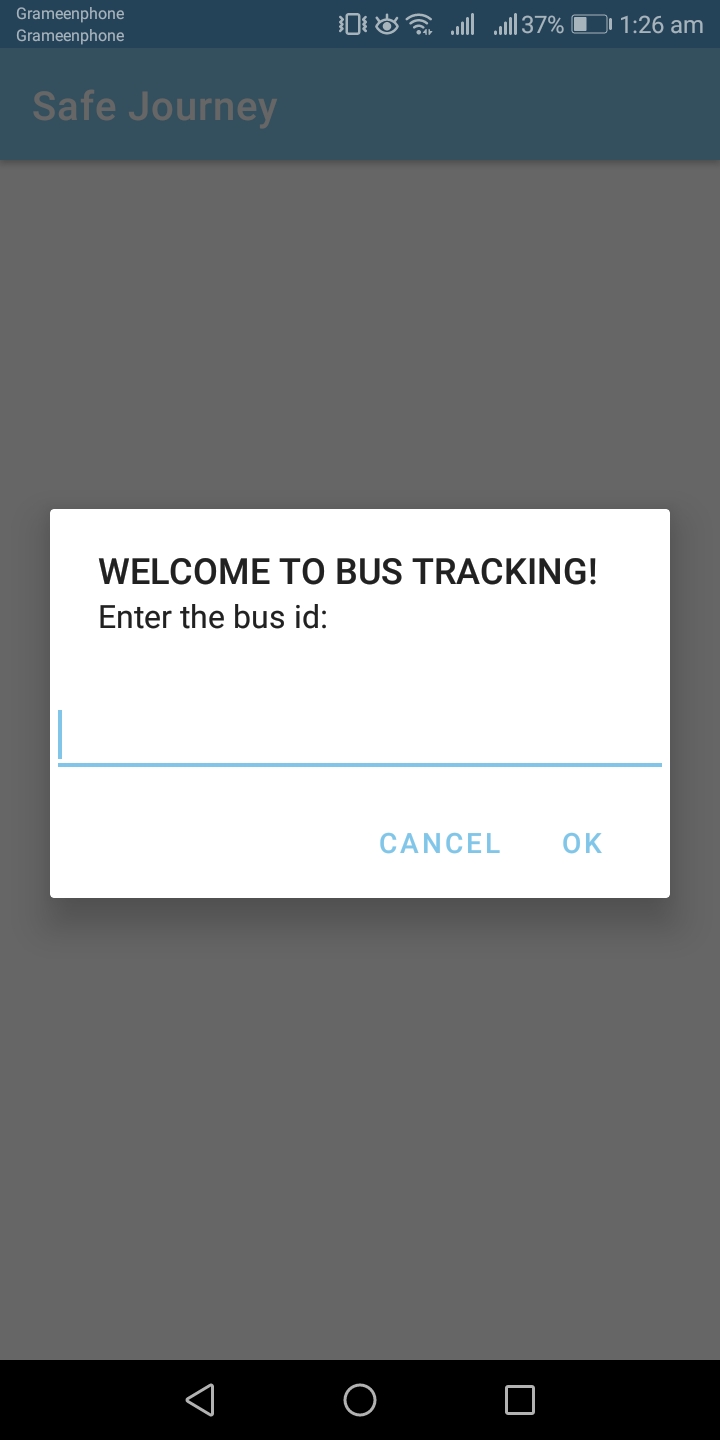 Grameenphone
Grameenphone
37% 1:26 am
Safe Journey
WELCOME TO BUS TRACKING!
Enter the bus id:
CANCEL OK